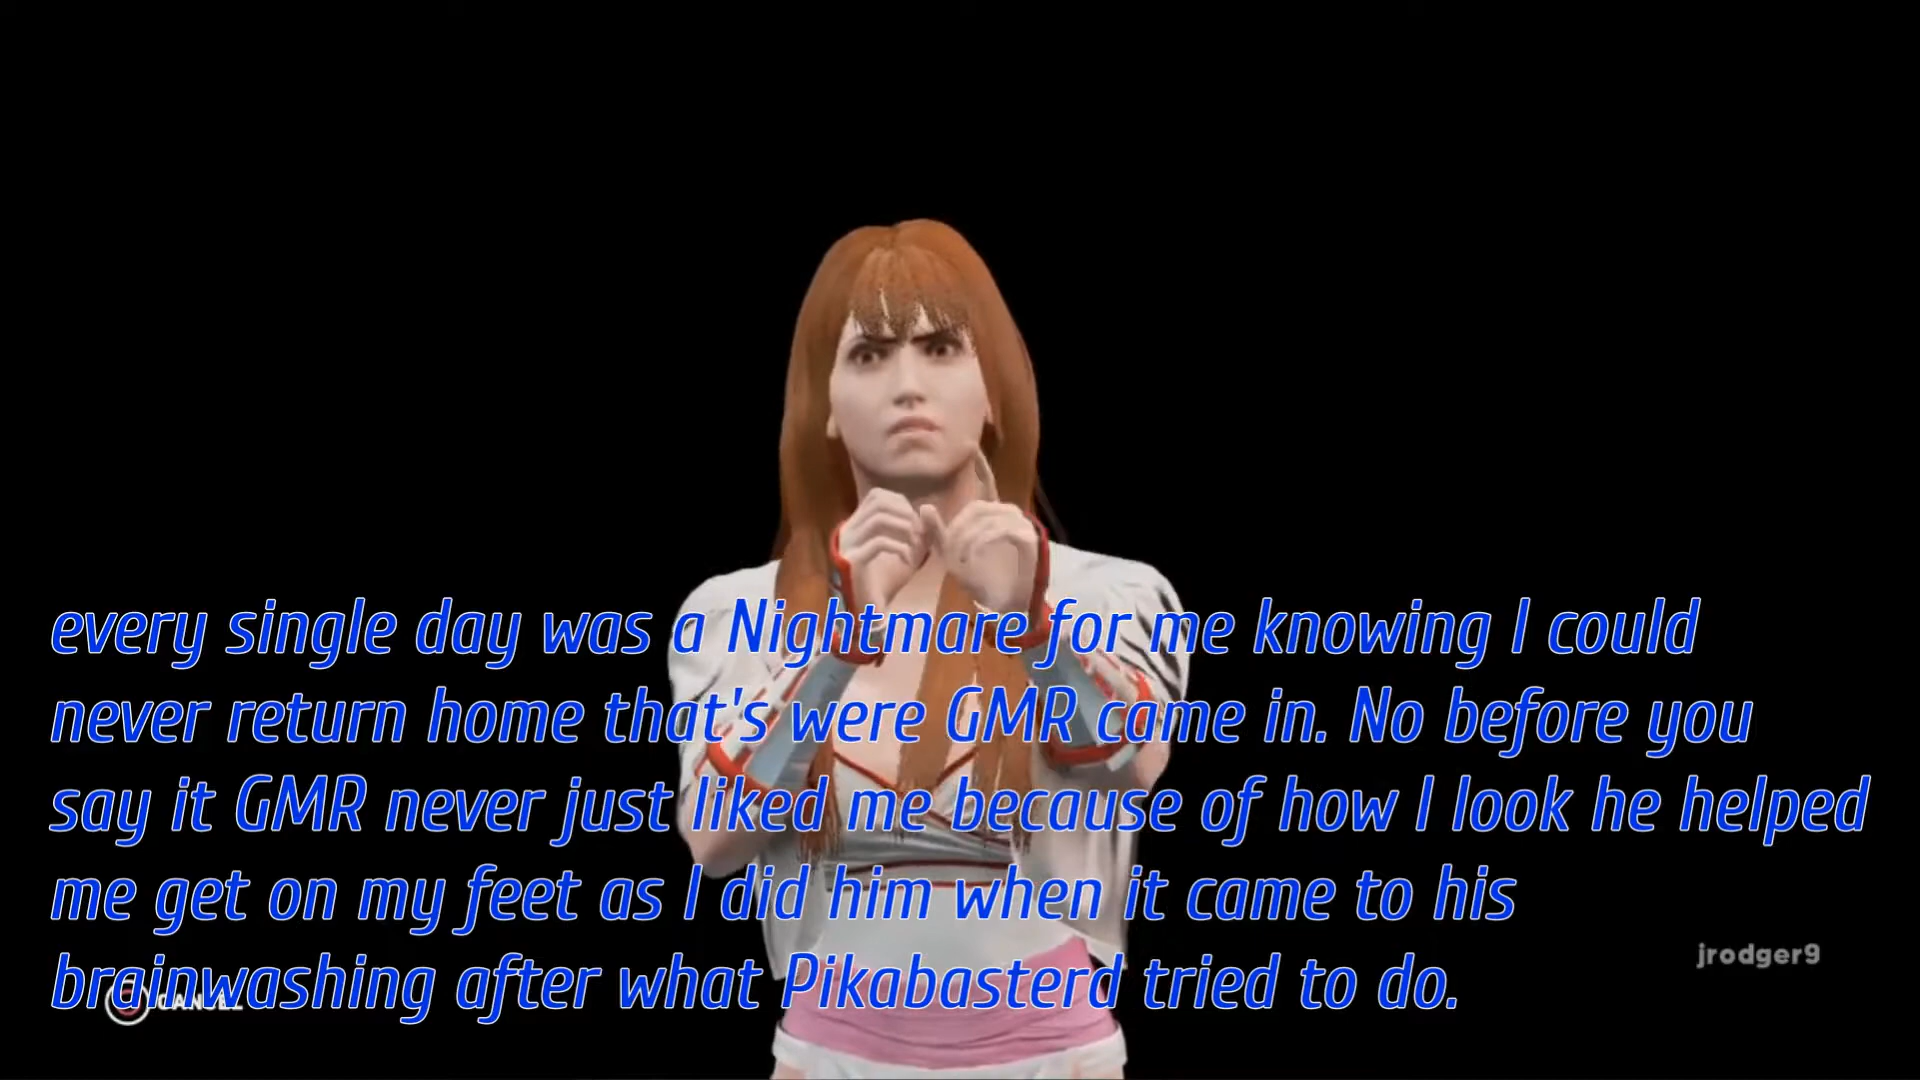 every single day was a Nightmare for me knowing I could
never return home that's were GMR came in. No before you
say it GMR never just liked me because of how I look he helped
me get on my feet as I did him when it came to his
brainwashing after what Pikabasterd tried to do.
jrodger9
CANCEL